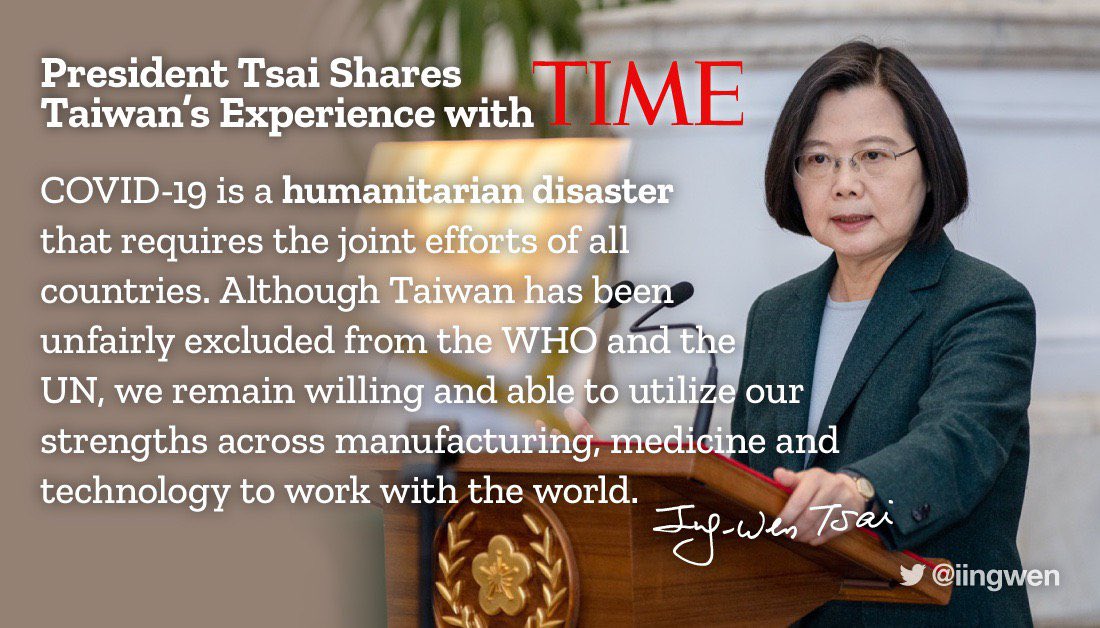 President Tsai Shares
Taiwan’s Experience with TIME
COVID-19 is a humanitarian disaster
that requires the joint efforts of all
countries. Although Taiwan has been
unfairly excluded from the WHO and the
UN, we remain willing and able to utilize our
strengths across manufacturing, medicine and
technology to work with the world.
Ing-Wen Tsai
@iingwen